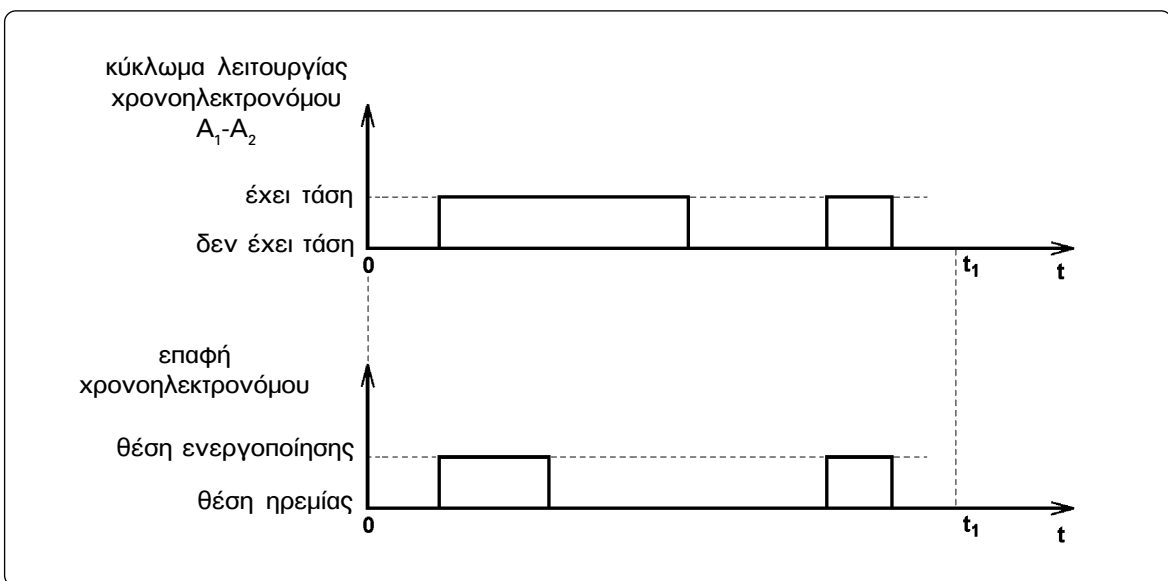 κύκλωμα λειτουργίας
χρονοηλεκτρονόμου
A₁-A₂
έχει τάση
δεν έχει τάση
0
t₁
t
επαφή
χρονοηλεκτρονόμου
θέση ενεργοποίησης
θέση ηρεμίας
0
t₁
t